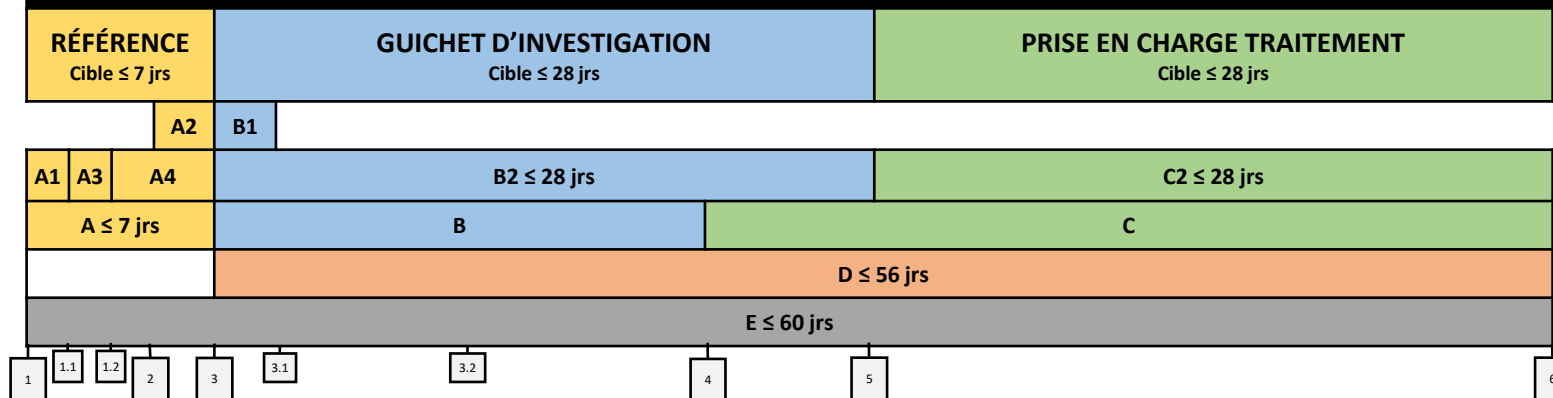 RÉFÉRENCE
Cible ≤ 7 jrs
GUICHET D’INVESTIGATION
Cible ≤ 28 jrs
PRISE EN CHARGE TRAITEMENT
Cible ≤ 28 jrs
A2 B1
A1 A3 A4 B2 ≤ 28 jrs C2 ≤ 28 jrs
A ≤ 7 jrs B C
D ≤ 56 jrs
E ≤ 60 jrs
1 1.1 1.2 2 3 3.1 3.2 4 5 6